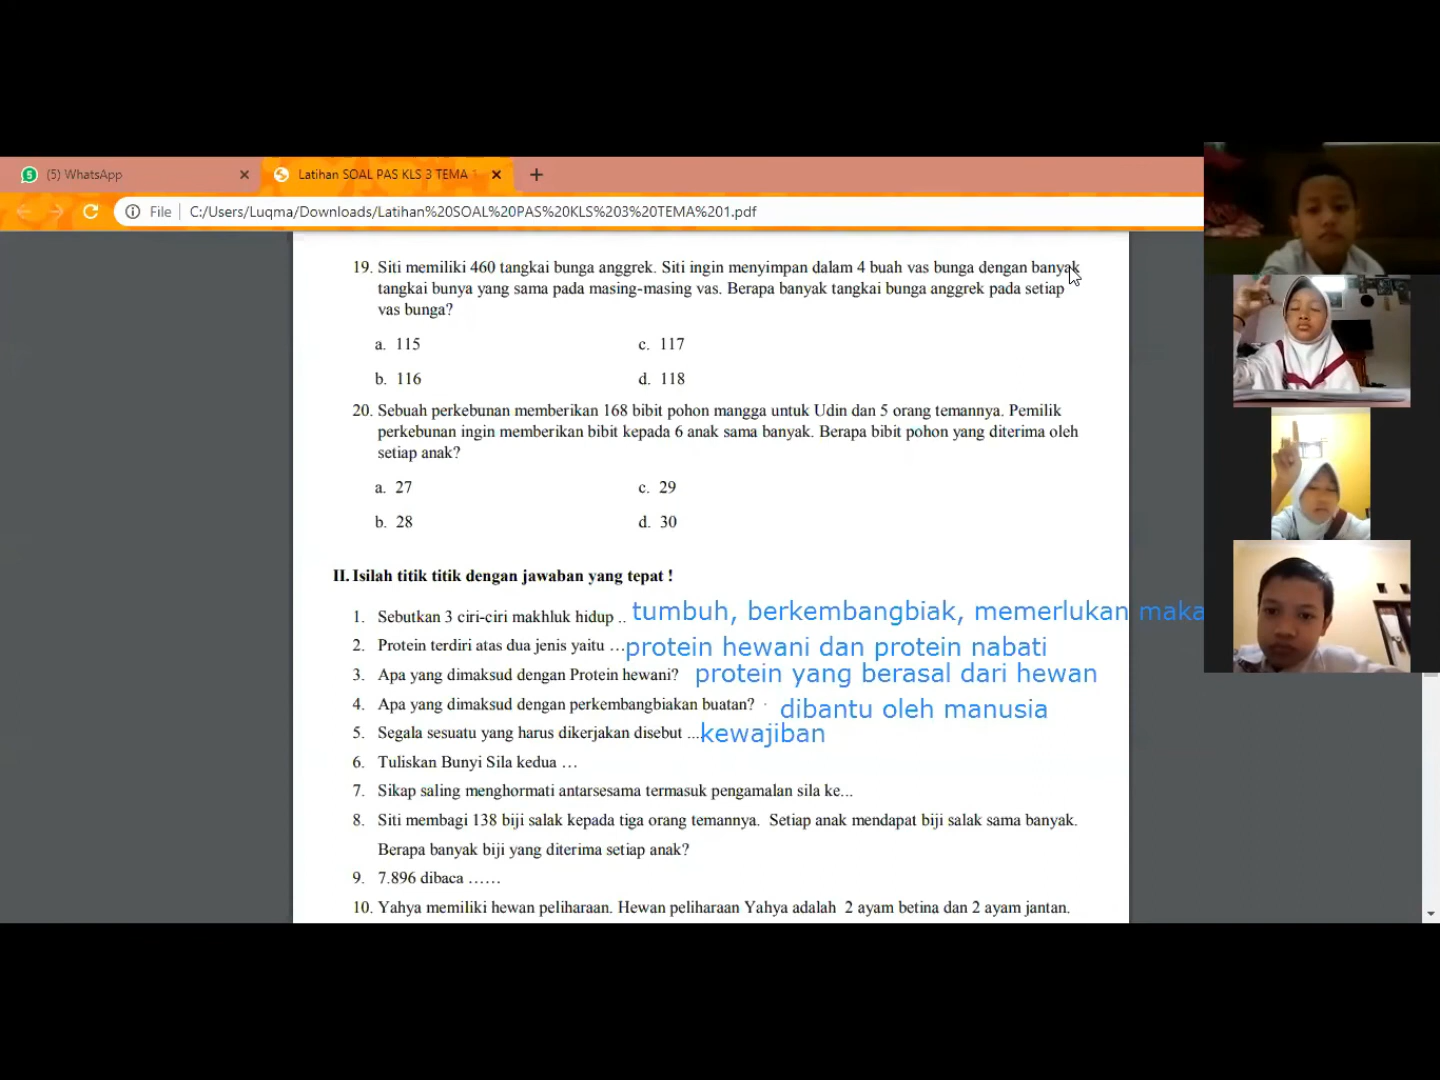 (5) WhatsApp
Latihan SOAL PAS KLS 3 TEMA
File C:/Users/Luqma/Downloads/Latihan%20SOAL%20PAS%20KLS%203%20TEMA%201.pdf
19. Siti memiliki 460 tangkai bunga anggrek. Siti ingin menyimpan dalam 4 buah vas bunga dengan banyak
tangkai bunya yang sama pada masing-masing vas. Berapa banyak tangkai bunga anggrek pada setiap
vas bunga?
a. 115 c. 117
b. 116 d. 118
20. Sebuah perkebunan memberikan 168 bibit pohon mangga untuk Udin dan 5 orang temannya. Pemilik
perkebunan ingin memberikan bibit kepada 6 anak sama banyak. Berapa bibit pohon yang diterima oleh
setiap anak?
a. 27 c. 29
b. 28 d. 30
II. Isilah titik titik dengan jawaban yang tepat !
1. Sebutkan 3 ciri-ciri makhluk hidup .. tumbuh, berkembangbiak, memerlukan maka
2. Protein terdiri atas dua jenis yaitu ... protein hewani dan protein nabati
3. Apa yang dimaksud dengan Protein hewani? protein yang berasal dari hewan
4. Apa yang dimaksud dengan perkembangbiakan buatan? dibantu oleh manusia
5. Segala sesuatu yang harus dikerjakan disebut .... kewajiban
6. Tuliskan Bunyi Sila kedua …
7. Sikap saling menghormati antarsesama termasuk pengamalan sila ke...
8. Siti membagi 138 biji salak kepada tiga orang temannya. Setiap anak mendapat biji salak sama banyak.
Berapa banyak biji yang diterima setiap anak?
9. 7.896 dibaca ……
10. Yahya memiliki hewan peliharaan. Hewan peliharaan Yahya adalah 2 ayam betina dan 2 ayam jantan.